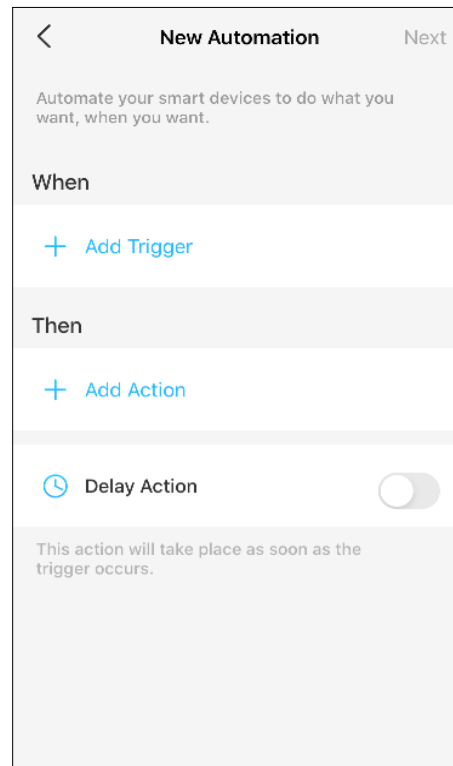 New Automation
Next
Automate your smart devices to do what you
want, when you want.
When
Add Trigger
Then
Add Action
Delay Action
This action will take place as soon as the
trigger occurs.